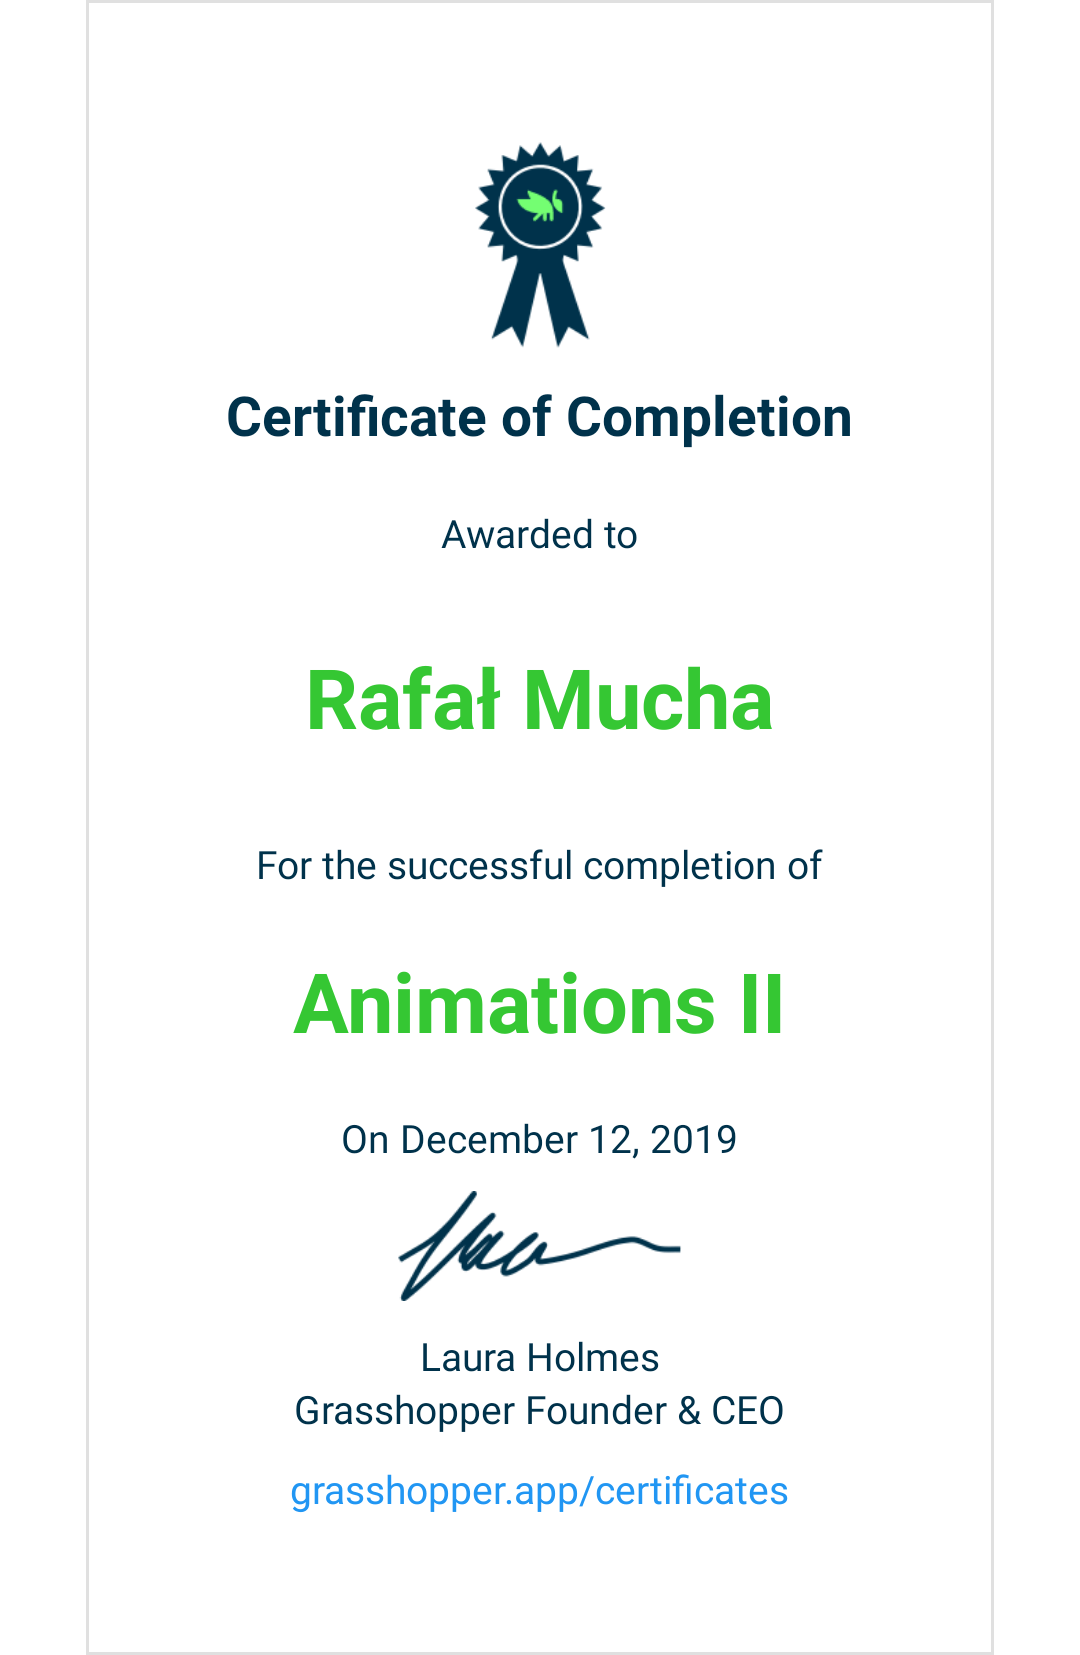 Certificate of Completion
Awarded to
Rafał Mucha
For the successful completion of
Animations II
On December 12, 2019
Laura Holmes
Grasshopper Founder & CEO
grasshopper.app/certificates